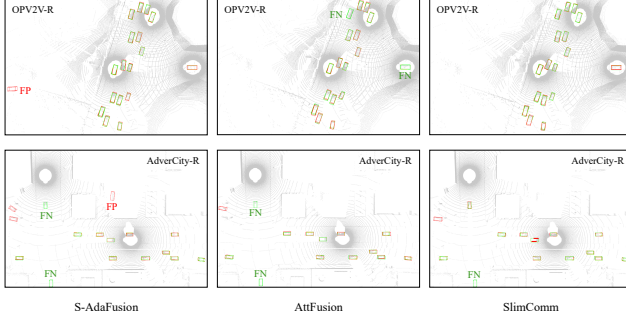 OPV2V-R
FP
OPV2V-R
FN
FN
OPV2V-R
AdverCity-R
FN
FP
FN
AdverCity-R
FN
FN
AdverCity-R
FN
S-AdaFusion
AttFusion
SlimComm